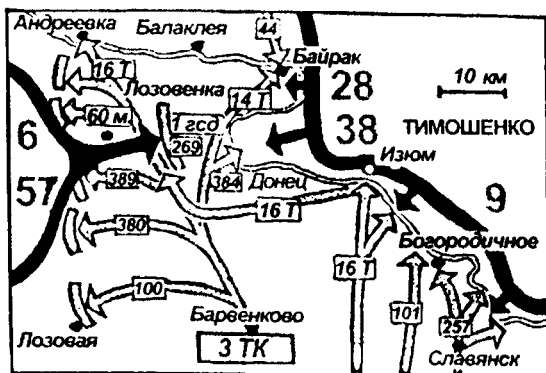 Андреевка
Балаклея
44
Байрак
10 км
16 Т
Лозовенка
14 Т
28
60 м.
1 гсд
6
269
38
ТИМОШЕНКО
Изюм
57
389
384
Донец
9
16 Т
380
Богородичное
16 Т
100
101
257
Барвенково
Лозовая
3 ТК
Славянск